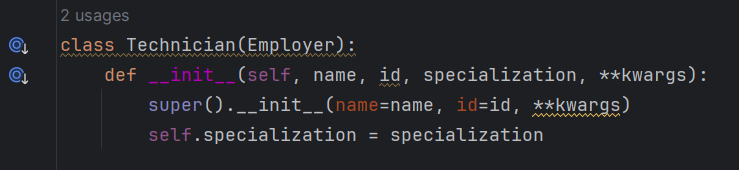 2 usages
class Technician(Employer):
    def __init__(self, name, id, specialization, **kwargs):
        super().__init__(name=name, id=id, **kwargs)
        self.specialization = specialization